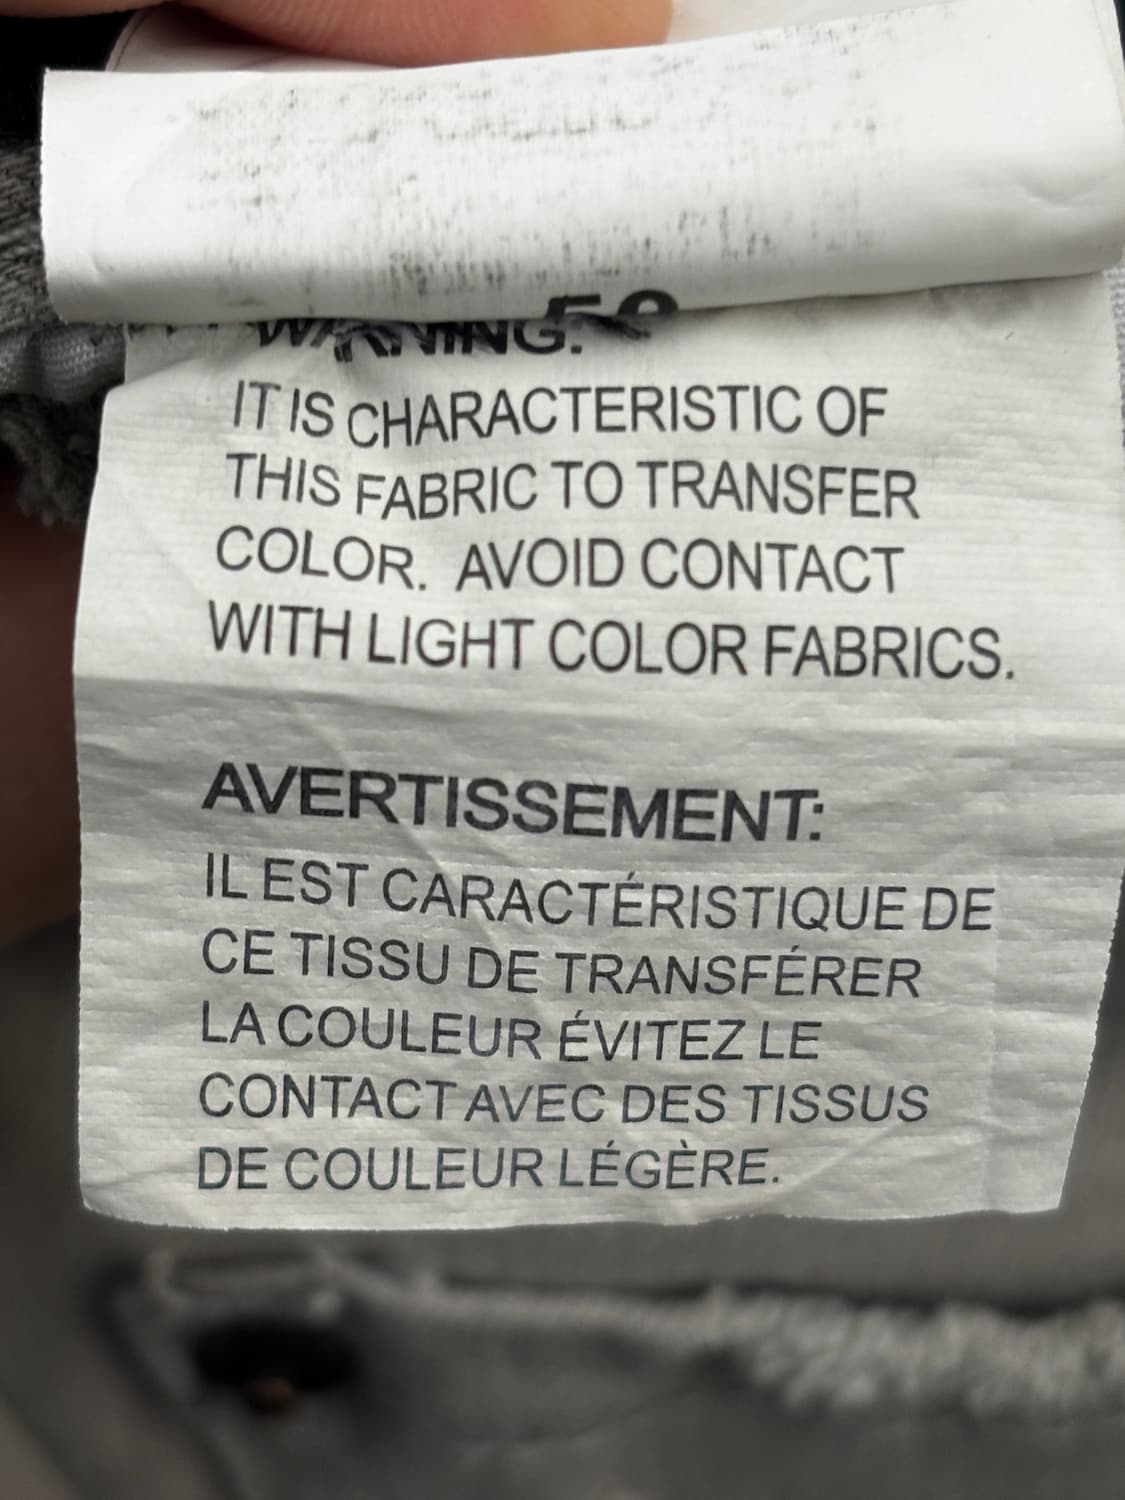 WARNING:
IT IS CHARACTERISTIC OF
THIS FABRIC TO TRANSFER
COLOR. AVOID CONTACT
WITH LIGHT COLOR FABRICS.
AVERTISSEMENT:
IL EST CARACTÉRISTIQUE DE
CE TISSU DE TRANSFÉRER
LA COULEUR ÉVITEZ LE
CONTACT AVEC DES TISSUS
DE COULEUR LÉGÈRE.